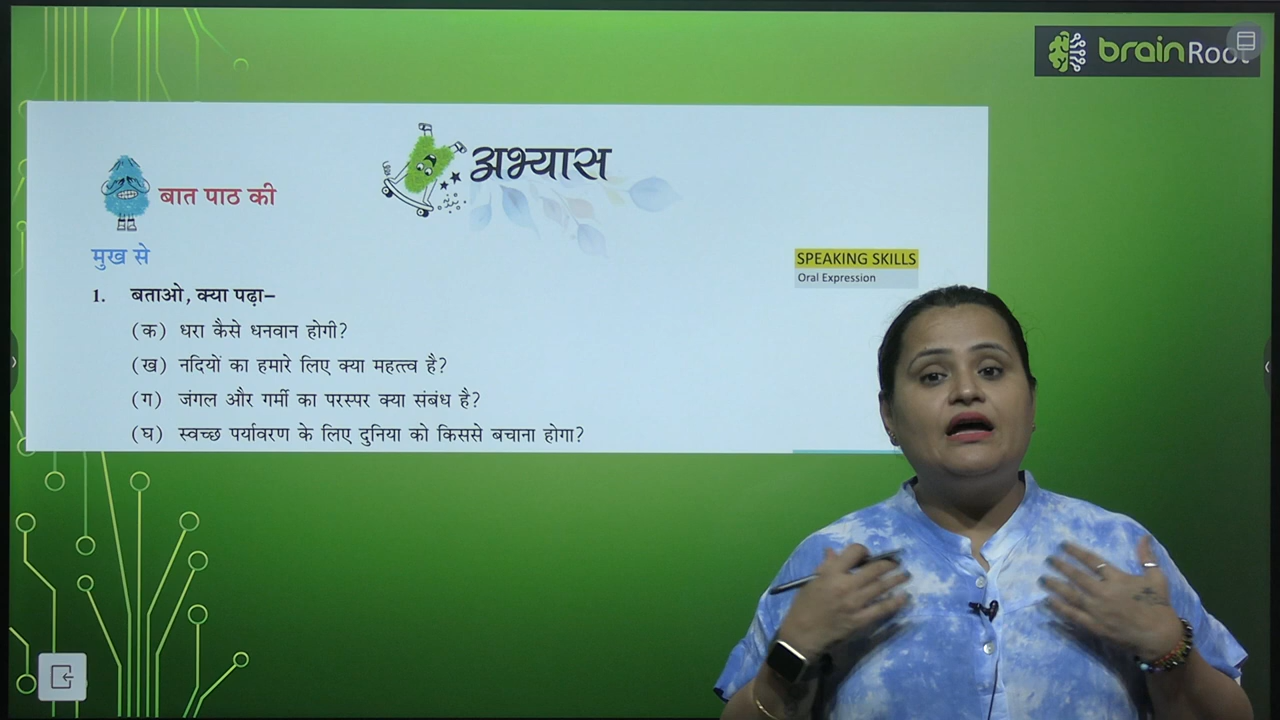 brainRoot
अभ्यास
बात पाठ की
मुख से
SPEAKING SKILLS
Oral Expression
1. बताओ, क्या पढ़ा–
(क) धरा कैसे धनवान होगी?
(ख) नदियों का हमारे लिए क्या महत्त्व है?
(ग) जंगल और गर्मी का परस्पर क्या संबंध है?
(घ) स्वच्छ पर्यावरण के लिए दुनिया को किससे बचाना होगा?